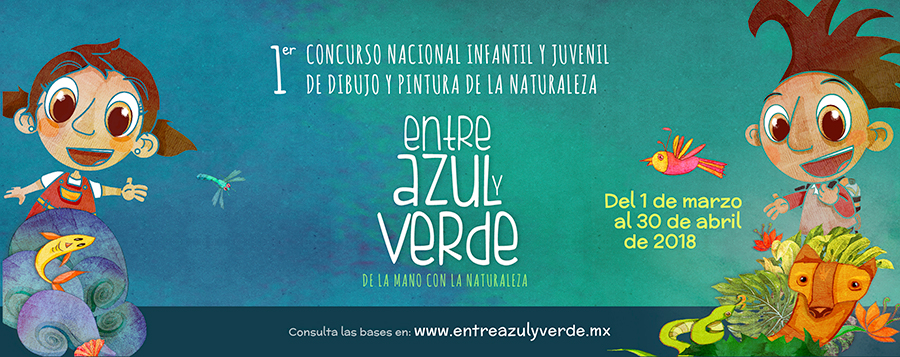 1er CONCURSO NACIONAL INFANTIL Y JUVENIL
DE DIBUJO Y PINTURA DE LA NATURALEZA
entre
azul y
verde
DE LA MANO CON LA NATURALEZA
Del 1 de marzo
al 30 de abril
de 2018
Consulta las bases en: www.entreazulyverde.mx